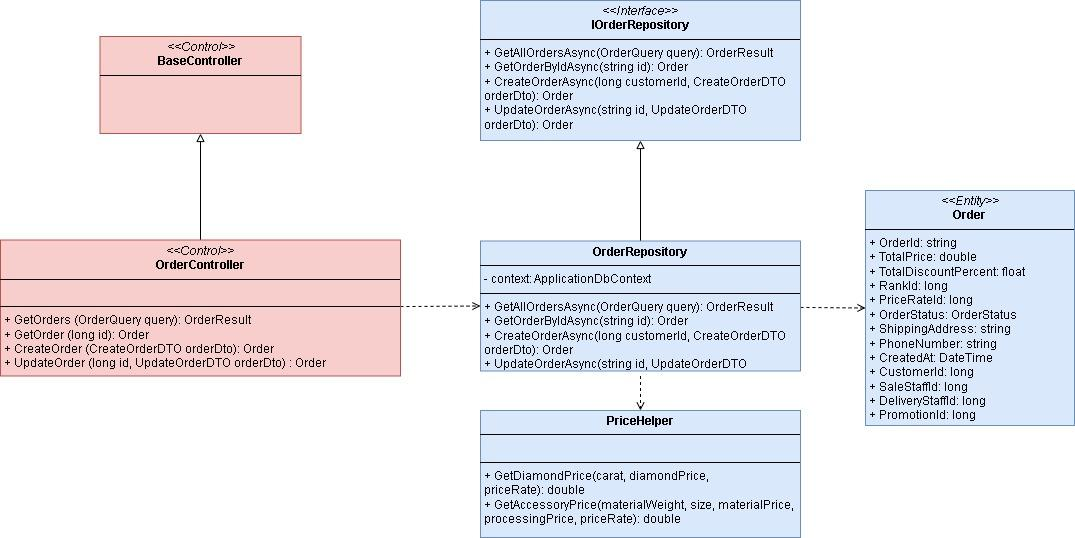 <<Control>>
BaseController
<<Interface>>
IOrderRepository
+ GetAllOrdersAsync(OrderQuery query): OrderResult
+ GetOrderByIdAsync(string id): Order
+ CreateOrderAsync(long customerId, CreateOrderDTO
orderDto): Order
+ UpdateOrderAsync(string id, UpdateOrderDTO
orderDto): Order
<<Control>>
OrderController
+ GetOrders (OrderQuery query): OrderResult
+ GetOrder (long id): Order
+ CreateOrder (CreateOrderDTO orderDto): Order
+ UpdateOrder (long id, UpdateOrderDTO orderDto) : Order
OrderRepository
- context: ApplicationDbContext
+ GetAllOrdersAsync(OrderQuery query): OrderResult
+ GetOrderByIdAsync(string id): Order
+ CreateOrderAsync(long customerId, CreateOrderDTO
orderDto): Order
+ UpdateOrderAsync(string id, UpdateOrderDTO
<<Entity>>
Order
+ OrderId: string
+ TotalPrice: double
+ TotalDiscountPercent: float
+ RankId: long
+ PriceRateId: long
+ OrderStatus: OrderStatus
+ ShippingAddress: string
+ PhoneNumber: string
+ CreatedAt: DateTime
+ CustomerId: long
+ SaleStaffId: long
+ DeliveryStaffId: long
+ PromotionId: long
PriceHelper
+ GetDiamondPrice(carat, diamondPrice,
priceRate): double
+ GetAccessoryPrice(materialWeight, size, materialPrice,
processingPrice, priceRate): double